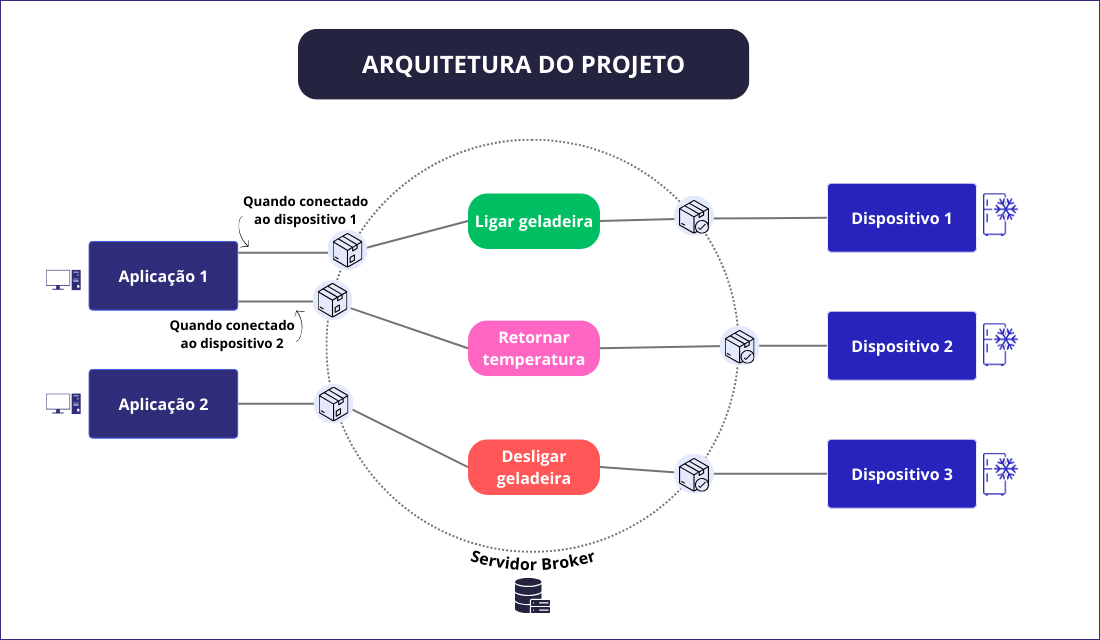 ARQUITETURA DO PROJETO
Quando conectado
ao dispositivo 1
Aplicação 1
Quando conectado
ao dispositivo 2
Aplicação 2
Ligar geladeira
Retornar
temperatura
Desligar
geladeira
Dispositivo 1
Dispositivo 2
Dispositivo 3
Servidor Broker